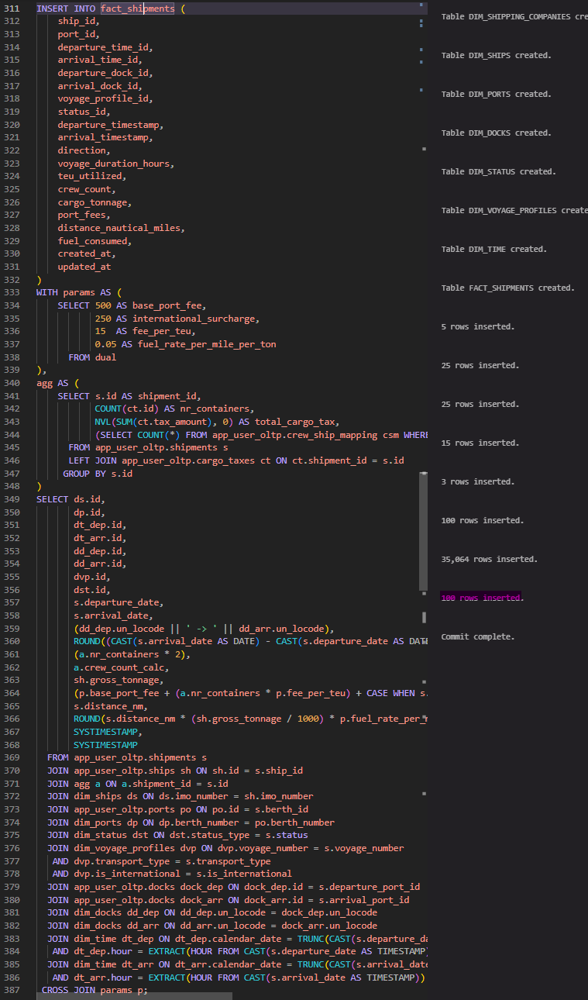 311 INSERT INTO fact_shipments (
312 ship_id,
313 port_id,
314 departure_time_id,
315 arrival_time_id,
316 departure_dock_id,
317 arrival_dock_id,
318 voyage_profile_id,
319 status_id,
320 departure_timestamp,
321 arrival_timestamp,
322 direction,
323 voyage_duration_hours,
324 teu_utilized,
325 crew_count,
326 cargo_tonnage,
327 port_fees,
328 distance_nautical_miles,
329 fuel_consumed,
330 created_at,
331 updated_at
332 )
333 WITH params AS (
334 SELECT 500 AS base_port_fee,
335 250 AS international_surcharge,
336 15 AS fee_per_teu,
337 0.05 AS fuel_rate_per_mile_per_ton
338 FROM dual
339 ),
340 agg AS (
341 SELECT s.id AS shipment_id,
342 COUNT(ct.id) AS nr_containers,
343 NVL(SUM(ct.tax_amount), 0) AS total_cargo_tax,
344 (SELECT COUNT(*) FROM app_user_oltp.crew_ship_mapping csm WHERE
345 FROM app_user_oltp.shipments s
346 LEFT JOIN app_user_oltp.cargo_taxes ct ON ct.shipment_id = s.id
347 GROUP BY s.id
348 )
349 SELECT ds.id,
350 dp.id,
351 dt_dep.id,
352 dt_arr.id,
353 dd_dep.id,
354 dd_arr.id,
355 dvp.id,
356 dst.id,
357 s.departure_date,
358 s.arrival_date,
359 (dd_dep.un_locode || ' -> ' || dd_arr.un_locode),
360 ROUND((CAST(s.arrival_date AS DATE) - CAST(s.departure_date AS DATE
361 (a.nr_containers * 2),
362 a.crew_count_calc,
363 sh.gross_tonnage,
364 (p.base_port_fee + (a.nr_containers * p.fee_per_teu) + CASE WHEN s.
365 s.distance_nm,
366 ROUND(s.distance_nm * (sh.gross_tonnage / 1000) * p.fuel_rate_per_m
367 SYSTIMESTAMP,
368 SYSTIMESTAMP
369 FROM app_user_oltp.shipments s
370 JOIN app_user_oltp.ships sh ON sh.id = s.ship_id
371 JOIN agg a ON a.shipment_id = s.id
372 JOIN dim_ships ds ON ds.imo_number = sh.imo_number
373 JOIN app_user_oltp.ports po ON po.id = s.berth_id
374 JOIN dim_ports dp ON dp.berth_number = po.berth_number
375 JOIN dim_status dst ON dst.status_type = s.status
376 JOIN dim_voyage_profiles dvp ON dvp.voyage_number = s.voyage_number
377 AND dvp.transport_type = s.transport_type
378 AND dvp.is_international = s.is_international
379 JOIN app_user_oltp.docks dock_dep ON dock_dep.id = s.departure_port_id
380 JOIN app_user_oltp.docks dock_arr ON dock_arr.id = s.arrival_port_id
381 JOIN dim_docks dd_dep ON dd_dep.un_locode = dock_dep.un_locode
382 JOIN dim_docks dd_arr ON dd_arr.un_locode = dock_arr.un_locode
383 JOIN dim_time dt_dep ON dt_dep.calendar_date = TRUNC(CAST(s.departure_da
384 AND dt_dep.hour = EXTRACT(HOUR FROM CAST(s.departure_date AS TIMESTAMP)
385 JOIN dim_time dt_arr ON dt_arr.calendar_date = TRUNC(CAST(s.arrival_date
386 AND dt_arr.hour = EXTRACT(HOUR FROM CAST(s.arrival_date AS TIMESTAMP))
387 CROSS JOIN params p;
Table DIM_SHIPPING_COMPANIES cre
Table DIM_SHIPS created.
Table DIM_PORTS created.
Table DIM_DOCKS created.
Table DIM_STATUS created.
Table DIM_VOYAGE_PROFILES create
Table DIM_TIME created.
Table FACT_SHIPMENTS created.
5 rows inserted.
25 rows inserted.
25 rows inserted.
15 rows inserted.
3 rows inserted.
100 rows inserted.
35,064 rows inserted.
100 rows inserted.
Commit complete.